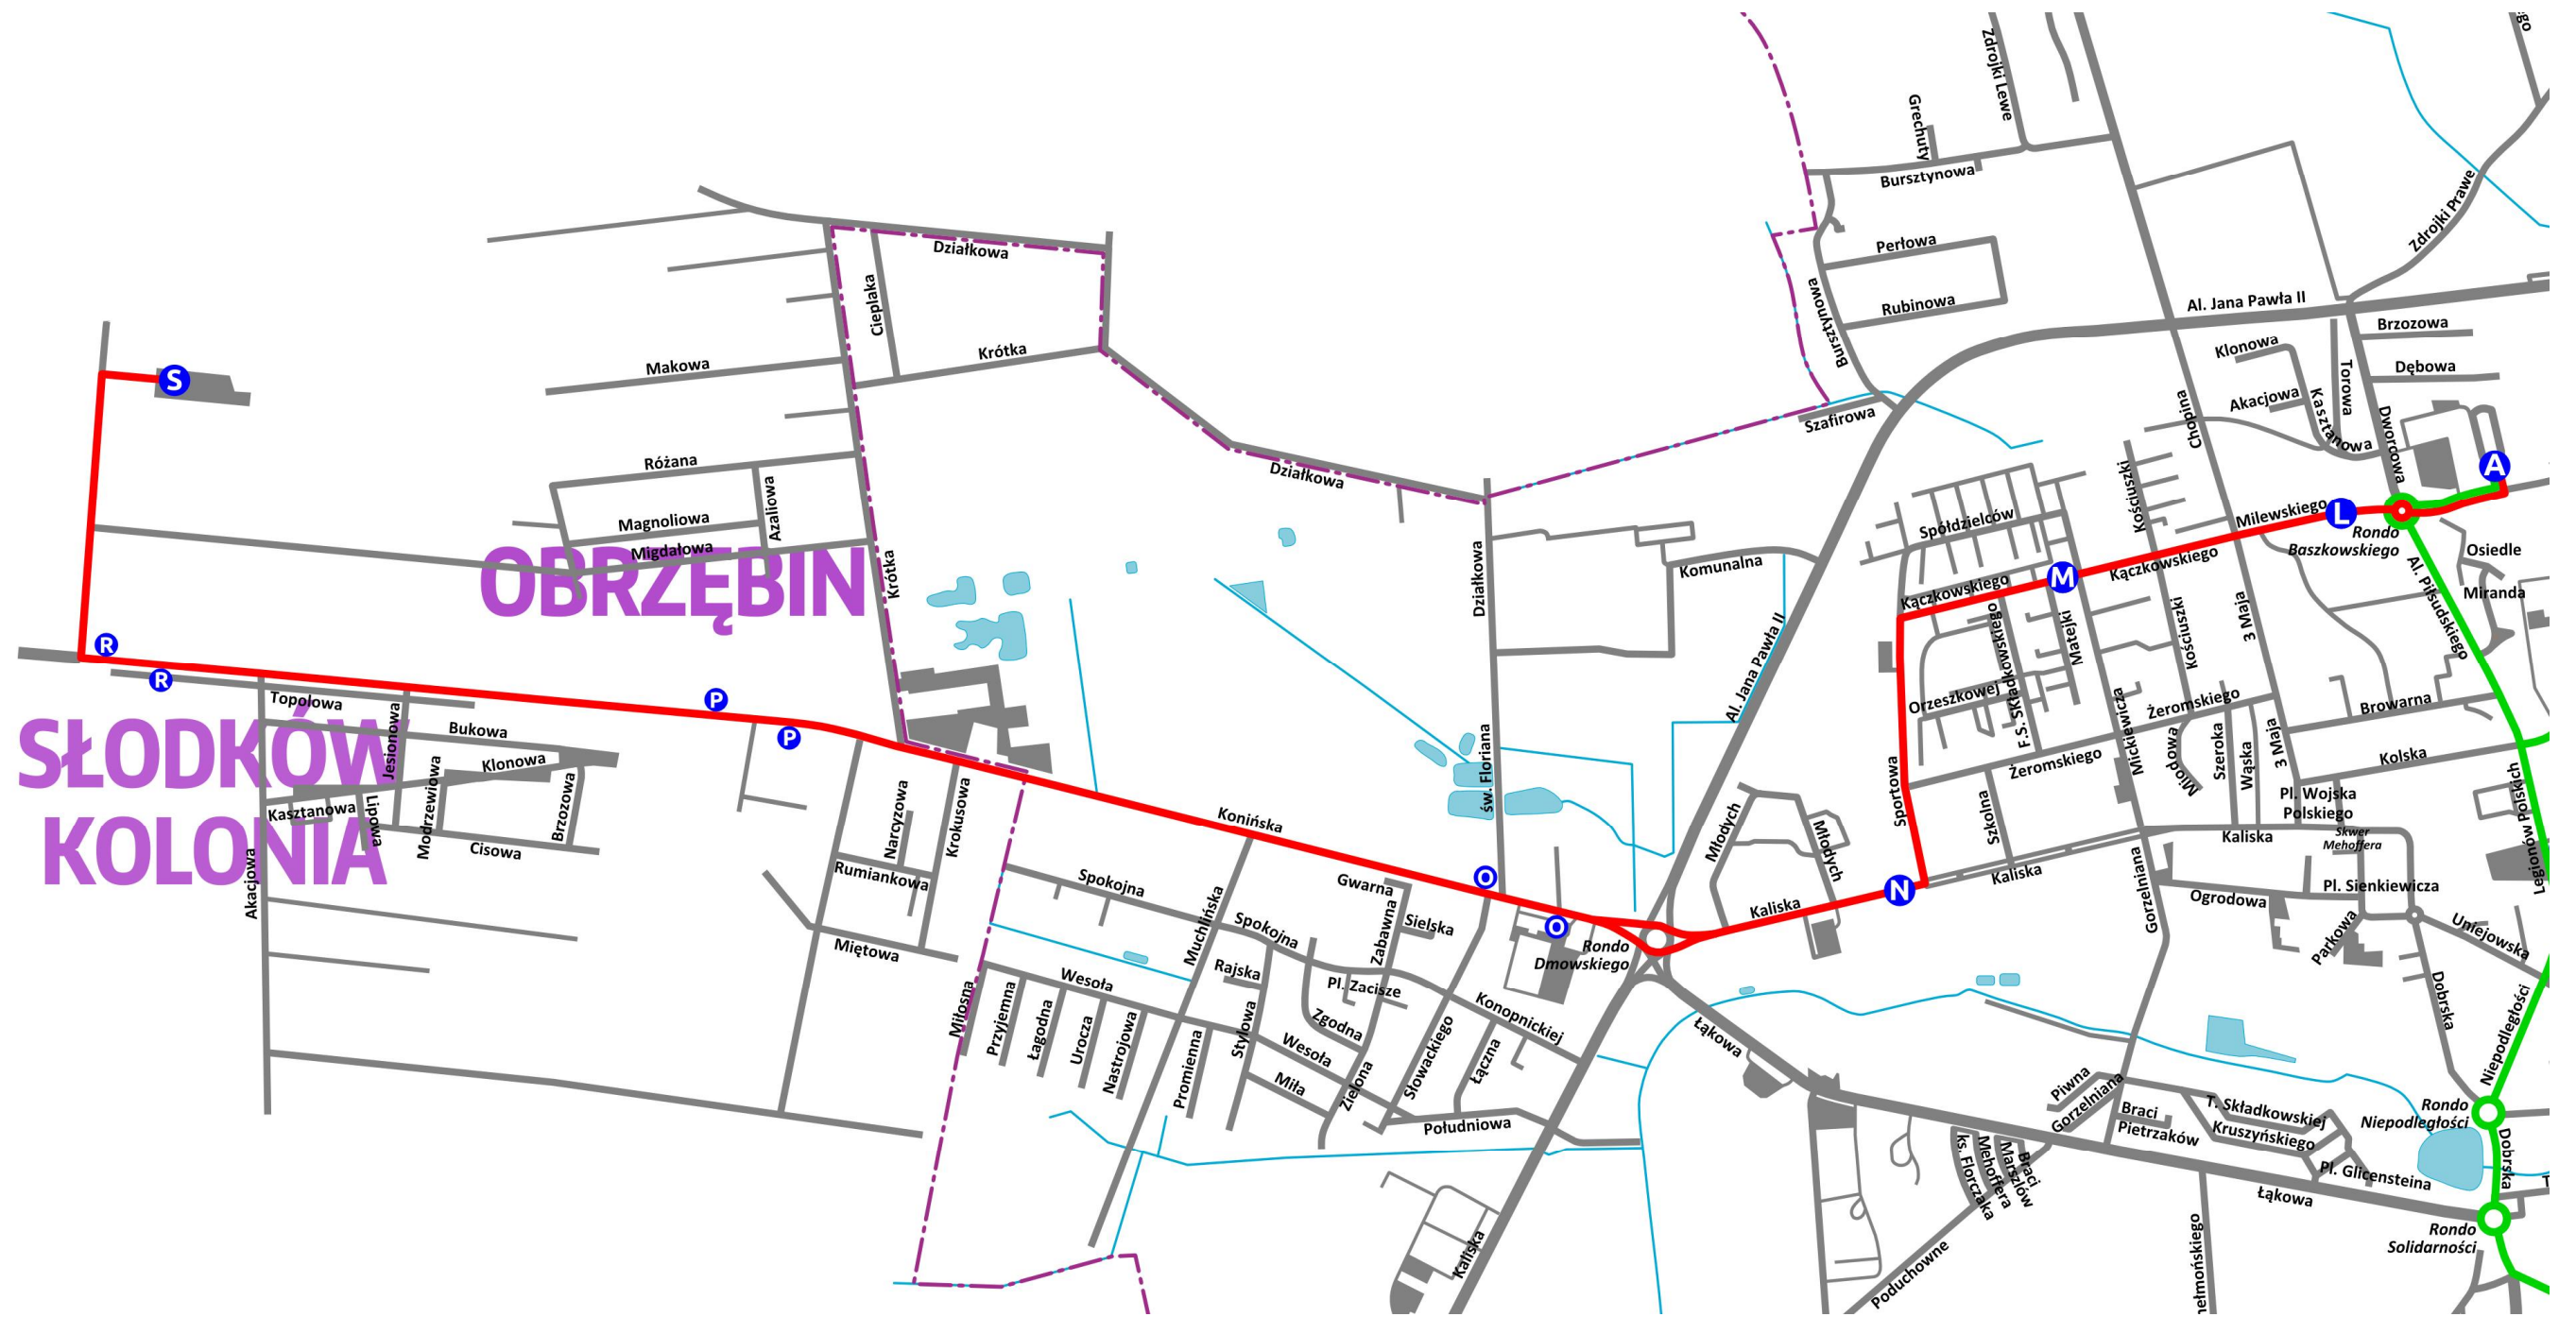 Zdrojki Lewe
Grechuty
Bursztynowa
Zdrojki Prawe
Działkowa
Perłowa
Rubinowa
Bursztynowa
Al. Jana Pawła II
Brzozowa
Cieplaka
Krótka
Makowa
S
Klonowa
Dębowa
Torowa
Akacjowa
Kasztanowa
Chopina
Szafirowa
Dworcowa
A
Różana
Azaliowa
Magnoliowa
Migdałowa
Działkowa
Kościuszki
Spółdzielców
Milewskiego
L
Rondo
Baszkowskiego
Osiedle
Miranda
OBRZĘBIN
Krótka
Działkowa
Komunalna
Kączkowskiego
M
Kączkowskiego
Al. Piłsudskiego
F.S. Składkowskiego
Matejki
Kościuszki
3 Maja
R
R
P
P
Topolowa
SŁODKÓW
KOLONIA
Jesionowa
Bukowa
Klonowa
Kasztanowa
Lipowa
Modrzewiowa
Cisowa
Brzozowa
Akacjowa
Al. Jana Pawła II
Orzeszkowej
Mickiewicza
Żeromskiego
Żeromskiego
Miodowa
Szeroka
Wąska
3 Maja
Browarna
Kolska
Pl. Wojska
Polskiego
Legionów Polskich
św. Floriana
Sportowa
Szkolna
Kaliska
Skwer
Mehoffera
Konińska
Narcyzowa
Krokusowa
Rumiankowa
Miętowa
Młodych
Młodych
N
Kaliska
Kaliska
Gorzelniana
Ogrodowa
Pl. Sienkiewicza
Parkowa
Uniejowska
O
O
Spokojna
Muchlińska
Spokojna
Gwarna
Zabawna
Sielska
Rondo
Dmowskiego
Rajska
Pl. Zacisze
Wesoła
Miłosna
Przyjemna
Łagodna
Urocza
Nastrojowa
Promienna
Stylowa
Zgodna
Wesoła
Miła
Zielona
Słowackiego
Konopnickiej
Łączna
Południowa
Łąkowa
Dobrska
Niepodległości
Rondo
Niepodległości
Piwna
Gorzelniana
Braci
Pietrzaków
T. Składkowskiej
Kruszyńskiego
Pl. Glicensteina
Dobrska
ks. Florczaka
Mehoffera
Braci
Marszłów
Łąkowa
Rondo
Solidarności
Kaliska
Poduchowne